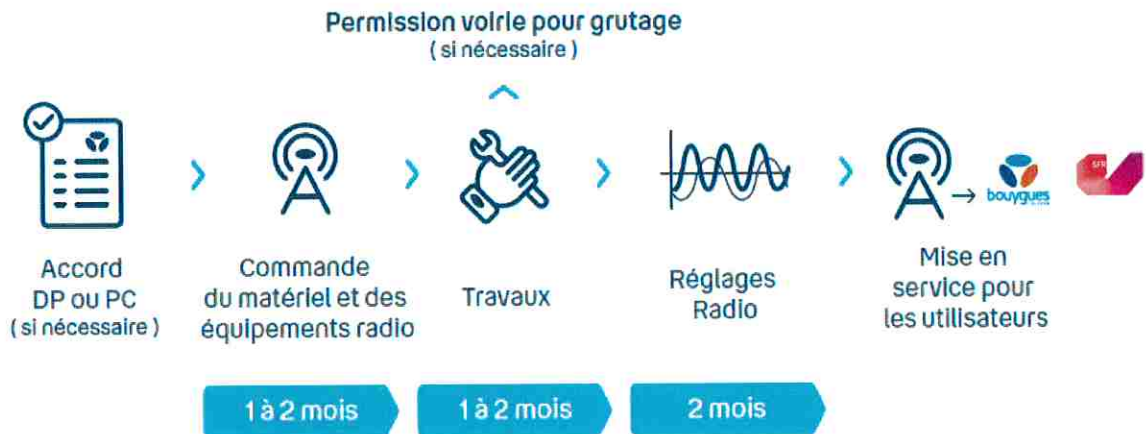 Permission voirie pour grutage
( si nécessaire )
bouygues
SFR
Accord
DP ou PC
( si nécessaire )
Commande
du matériel et des
équipements radio
Travaux
Réglages
Radio
Mise en
service pour
les utilisateurs
1 à 2 mois
1 à 2 mois
2 mois